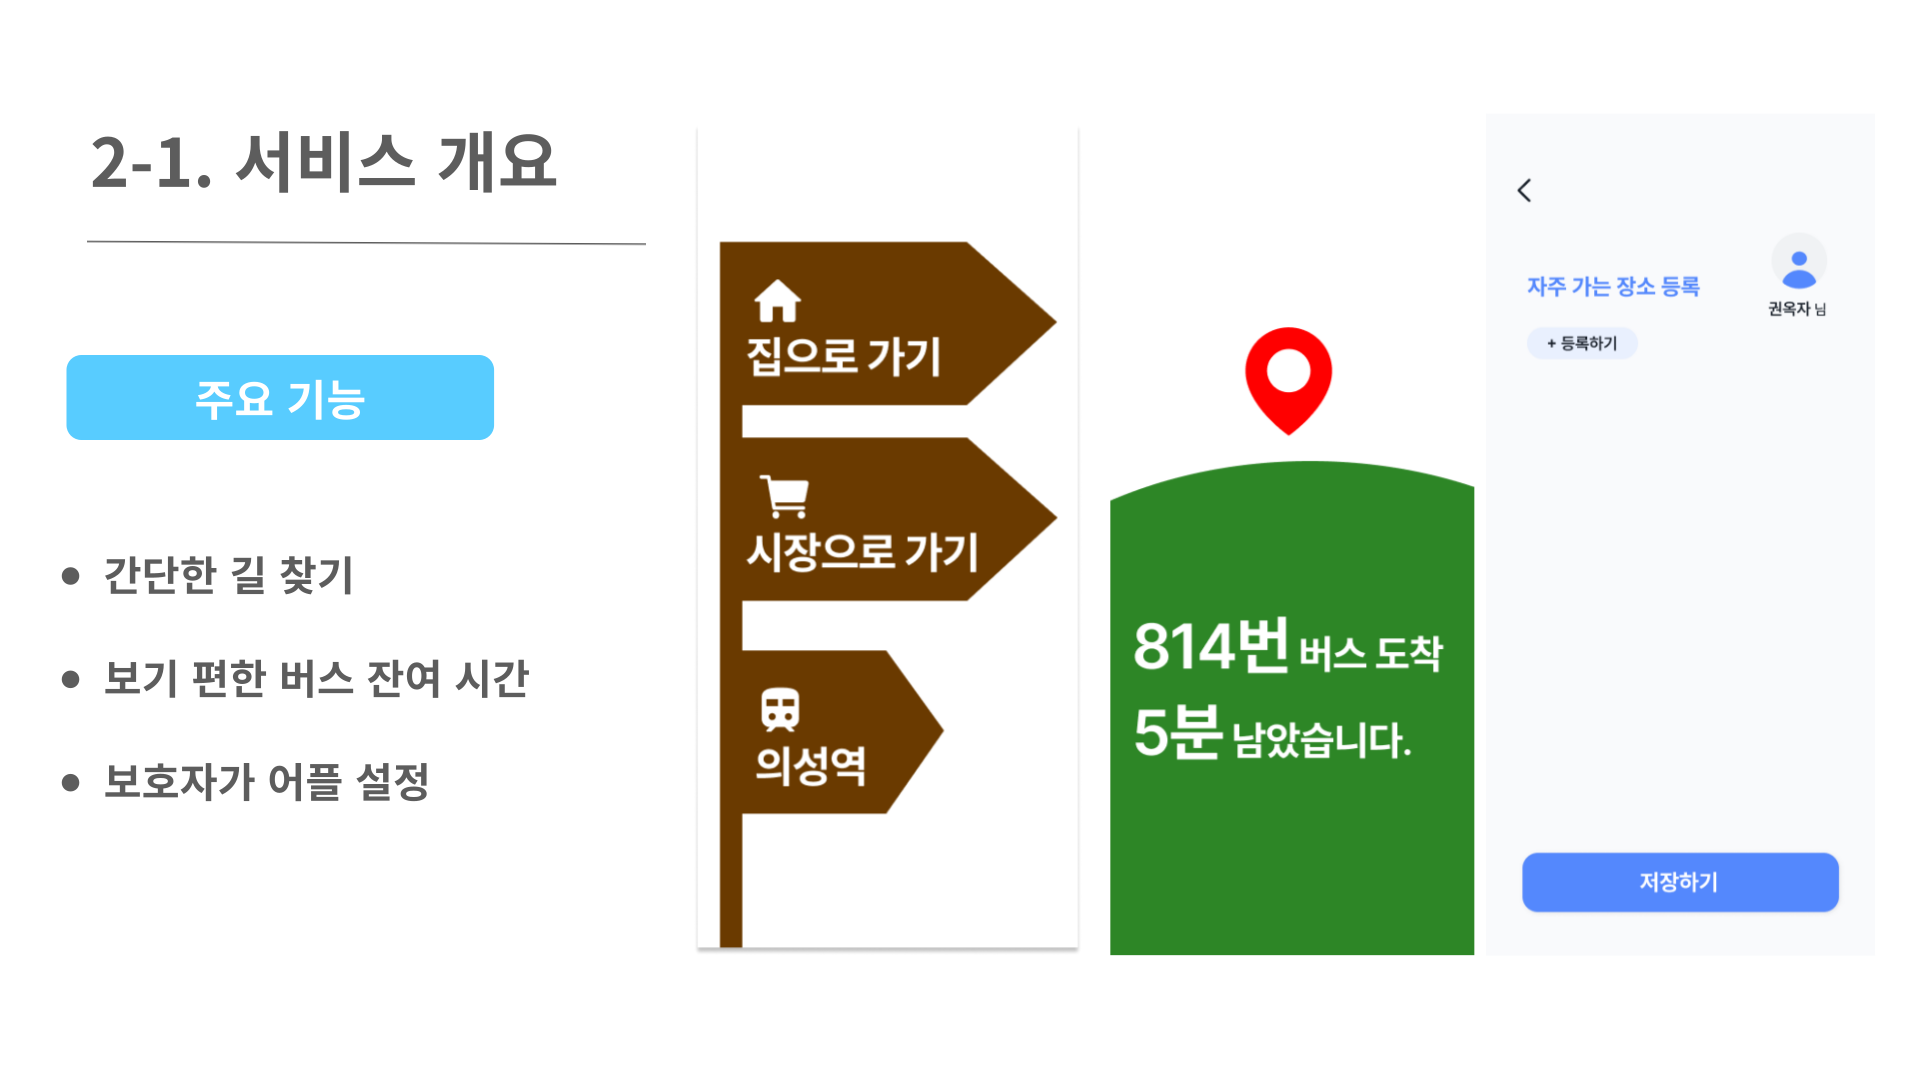 2-1. 서비스 개요
주요 기능
● 간단한 길 찾기
● 보기 편한 버스 잔여 시간
● 보호자가 어플 설정
집으로 가기
시장으로 가기
의성역
814번 버스 도착
5분 남았습니다.
자주 가는 장소 등록
권옥자 님
+ 등록하기
저장하기